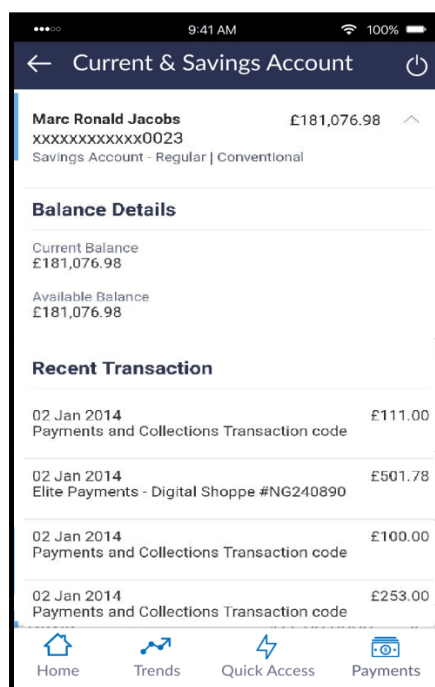 9:41 AM
100%
Current & Savings Account
Marc Ronald Jacobs £181,076.98
xxxxxxxxxxxx0023
Savings Account - Regular | Conventional
Balance Details
Current Balance
£181,076.98
Available Balance
£181,076.98
Recent Transaction
02 Jan 2014 £111.00
Payments and Collections Transaction code
02 Jan 2014 £501.78
Elite Payments - Digital Shoppe #NG240890
02 Jan 2014 £100.00
Payments and Collections Transaction code
02 Jan 2014 £253.00
Payments and Collections Transaction code
Home Trends Quick Access Payments